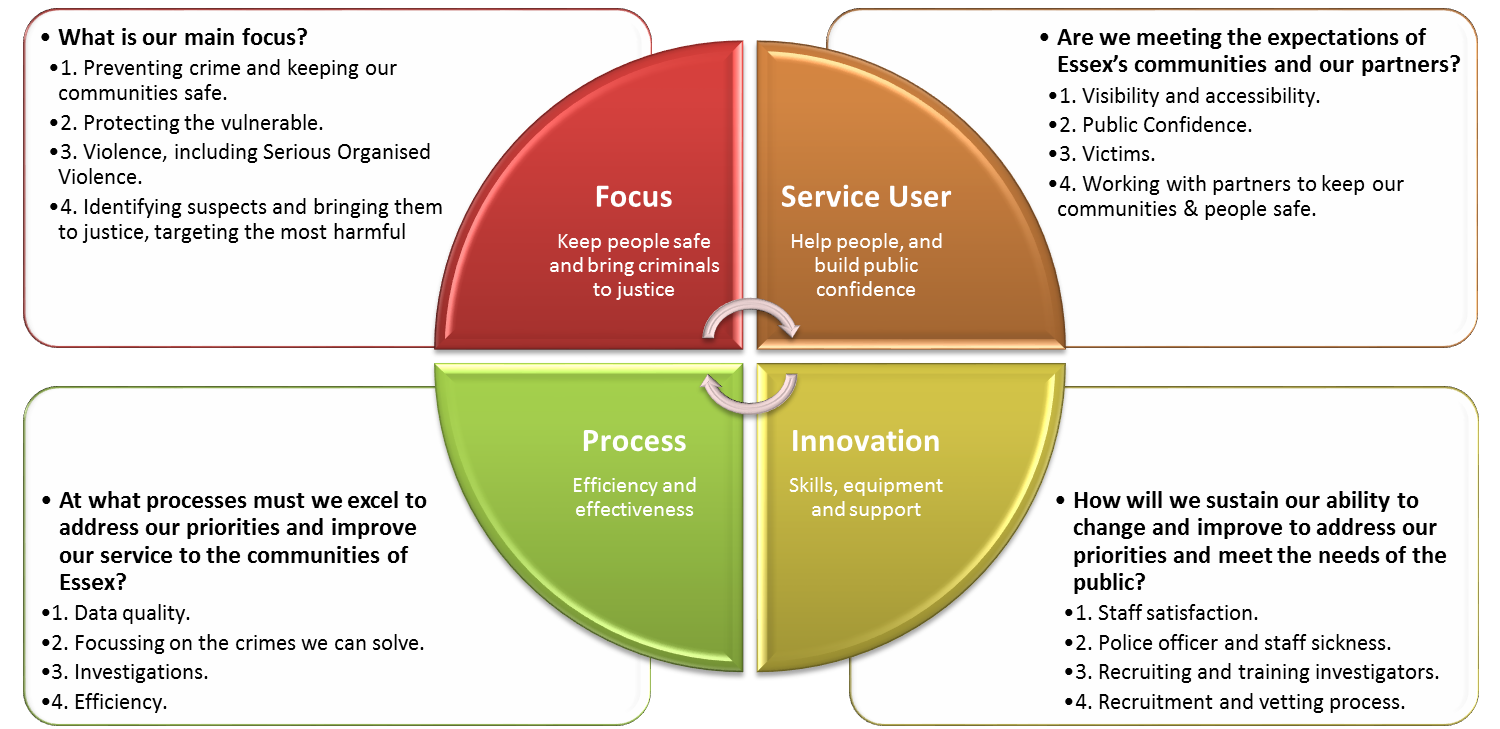 • What is our main focus?
•1. Preventing crime and keeping our
communities safe.
•2. Protecting the vulnerable.
•3. Violence, including Serious Organised
Violence.
•4. Identifying suspects and bringing them
to justice, targeting the most harmful
Focus
Keep people safe
and bring criminals
to justice
Service User
Help people, and
build public
confidence
• Are we meeting the expectations of
Essex’s communities and our partners?
•1. Visibility and accessibility.
•2. Public Confidence.
•3. Victims.
•4. Working with partners to keep our
communities & people safe.
• At what processes must we excel to
address our priorities and improve
our service to the communities of
Essex?
•1. Data quality.
•2. Focussing on the crimes we can solve.
•3. Investigations.
•4. Efficiency.
Process
Efficiency and
effectiveness
Innovation
Skills, equipment
and support
• How will we sustain our ability to
change and improve to address our
priorities and meet the needs of the
public?
•1. Staff satisfaction.
•2. Police officer and staff sickness.
•3. Recruiting and training investigators.
•4. Recruitment and vetting process.